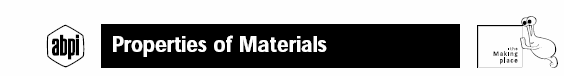 abpi
Properties of Materials
the
Making
place